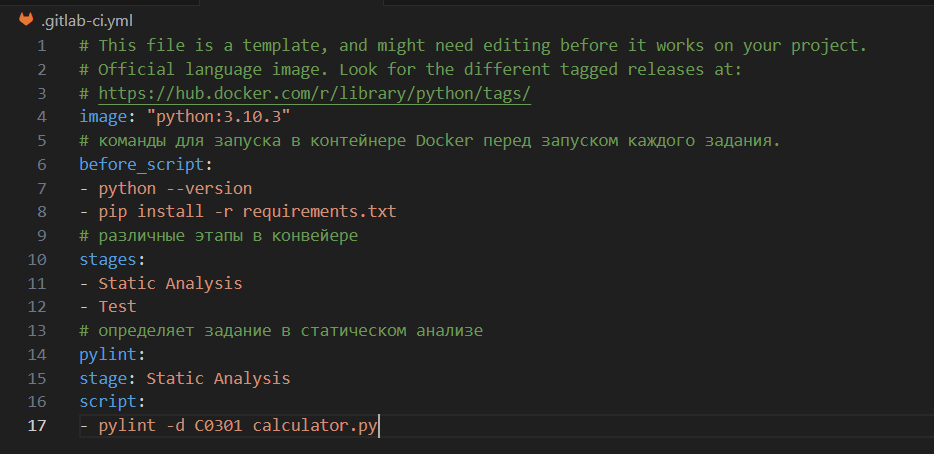 .gitlab-ci.yml
1 # This file is a template, and might need editing before it works on your project.
2 # Official language image. Look for the different tagged releases at:
3 # https://hub.docker.com/r/library/python/tags/
4 image: "python:3.10.3"
5 # команды для запуска в контейнере Docker перед запуском каждого задания.
6 before_script:
7 - python --version
8 - pip install -r requirements.txt
9 # различные этапы в конвейере
10 stages:
11 - Static Analysis
12 - Test
13 # определяет задание в статическом анализе
14 pylint:
15 stage: Static Analysis
16 script:
17 - pylint -d C0301 calculator.py